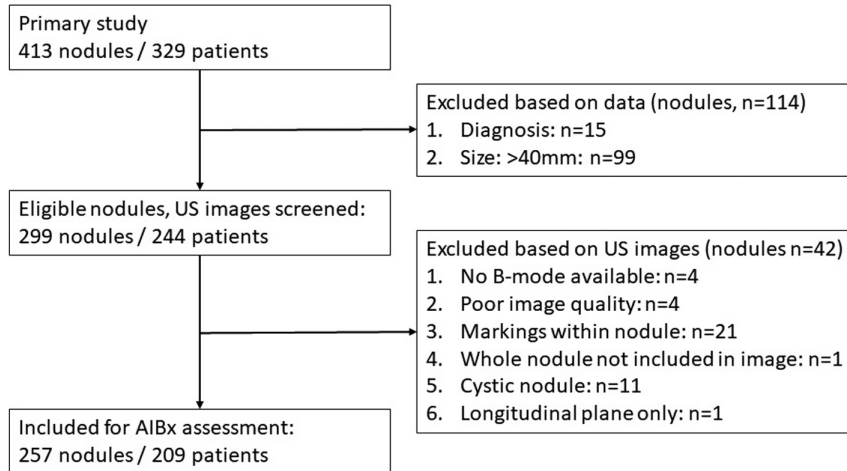 Primary study
413 nodules / 329 patients
Excluded based on data (nodules, n=114)
1. Diagnosis: n=15
2. Size: >40mm: n=99
Eligible nodules, US images screened:
299 nodules / 244 patients
Excluded based on US images (nodules n=42)
1. No B-mode available: n=4
2. Poor image quality: n=4
3. Markings within nodule: n=21
4. Whole nodule not included in image: n=1
5. Cystic nodule: n=11
6. Longitudinal plane only: n=1
Included for AIBx assessment:
257 nodules / 209 patients